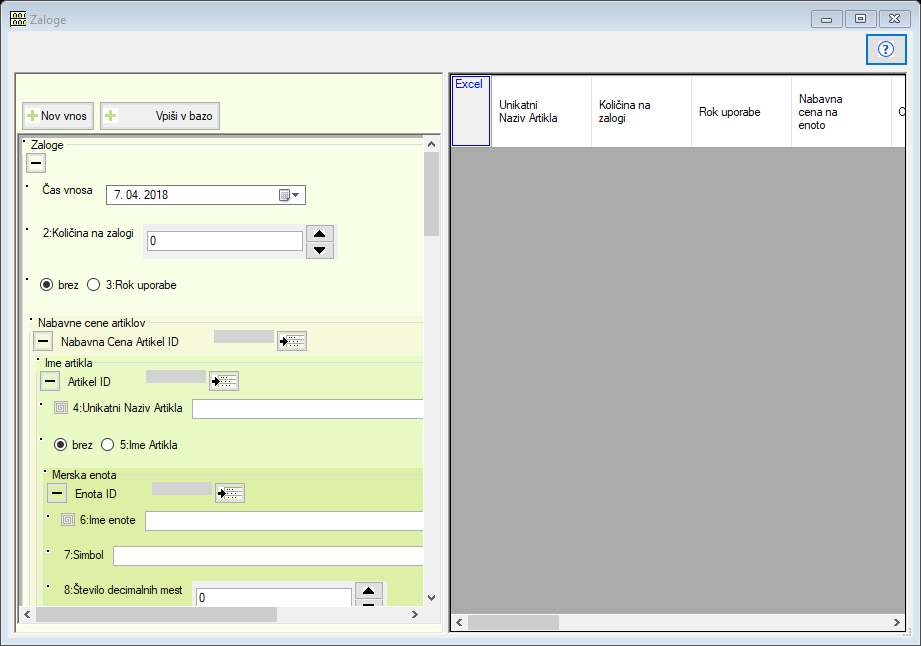 Zaloge
?
Nov vnos
Vpiši v bazo
Zaloge
Čas vnosa
7. 04. 2018
2:Količina na zalogi
0
brez
3:Rok uporabe
Nabavne cene artiklov
Nabavna Cena Artikel ID
Ime artikla
Artikel ID
4:Unikatni Naziv Artikla
brez
5:Ime Artikla
Merska enota
Enota ID
6:Ime enote
7:Simbol
8:Število decimalnih mest
0
Excel
Unikatni
Naziv Artikla
Količina na
zalogi
Rok uporabe
Nabavna
cena na
enoto